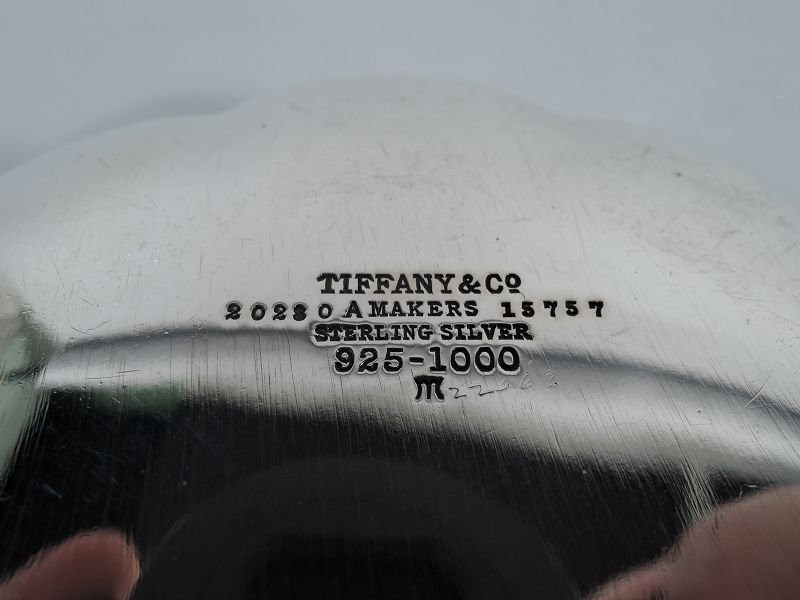 TIFFANY & Cº
20280 A MAKERS 15757
STERLING SILVER
925-1000
m